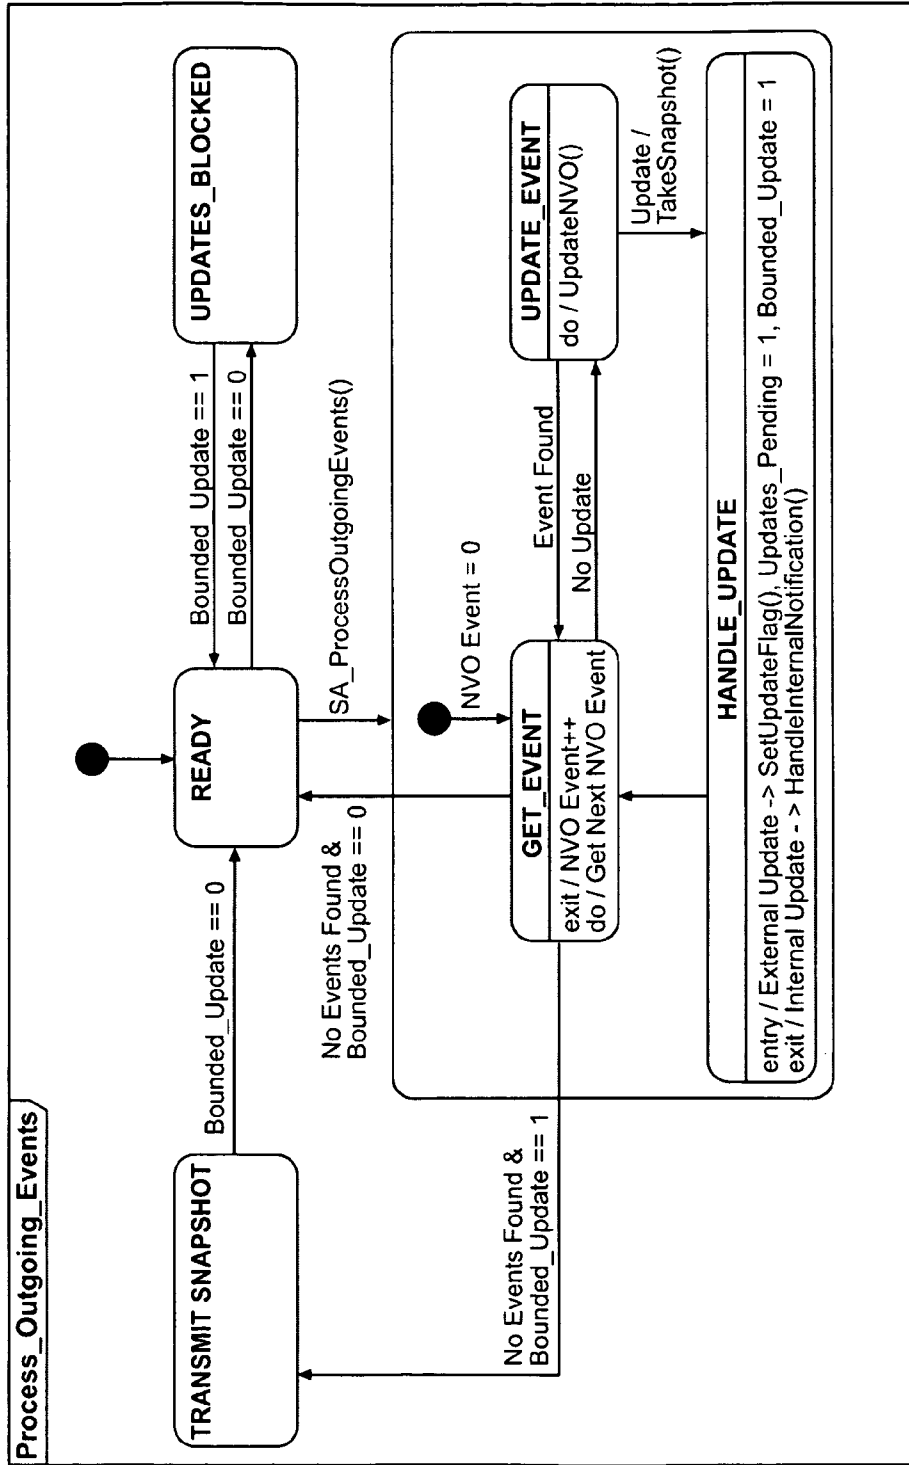 Process_Outgoing_Events
TRANSMIT SNAPSHOT
Bounded_Update == 0
READY
Bounded_Update == 1
Bounded_Update == 0
UPDATES_BLOCKED
No Events Found &
Bounded_Update == 0
SA_ProcessOutgoingEvents()
NVO Event = 0
No Events Found &
Bounded_Update == 1
GET_EVENT
exit / NVO Event++
do / Get Next NVO Event
Event Found
No Update
UPDATE_EVENT
do / UpdateNVO()
Update /
TakeSnapshot()
HANDLE_UPDATE
entry / External Update -> SetUpdateFlag(), Updates_Pending = 1, Bounded_Update = 1
exit / Internal Update - > HandleInternalNotification()